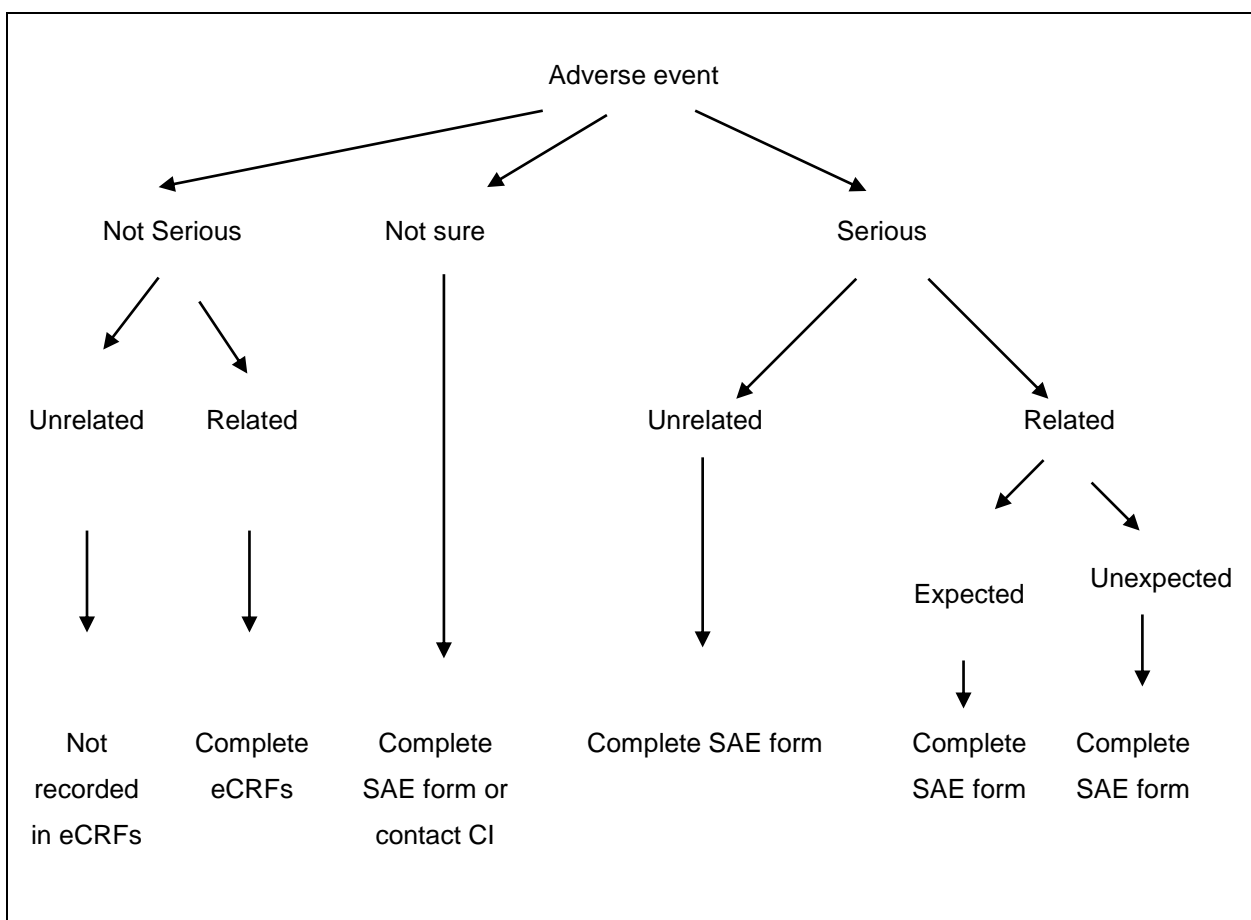 Adverse event
Not Serious
Not sure
Serious
Unrelated
Related
Unrelated
Related
Expected
Unexpected
Not
recorded
in eCRFs
Complete
eCRFs
Complete
SAE form or
contact CI
Complete SAE form
Complete
SAE form
Complete
SAE form